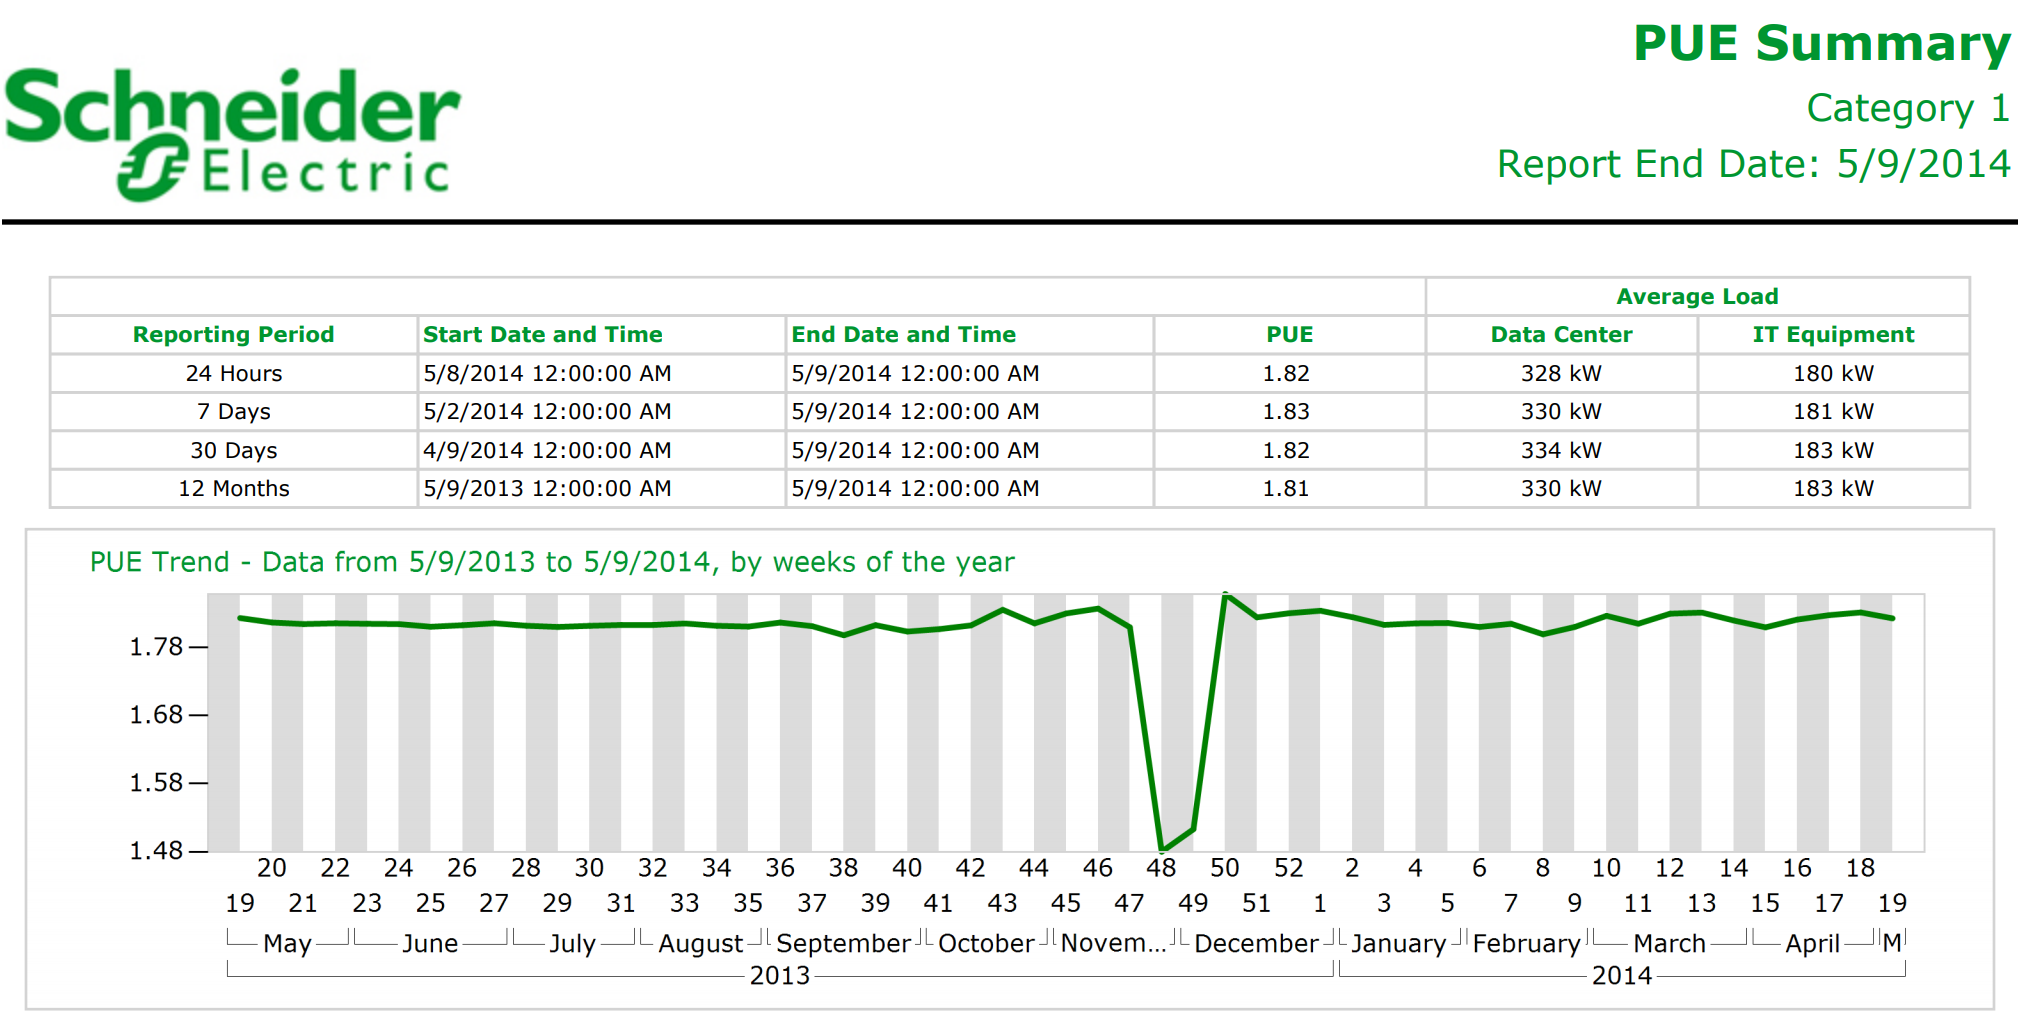 Schneider
Electric
PUE Summary
Category 1
Report End Date: 5/9/2014
Average Load
Reporting Period Start Date and Time End Date and Time PUE Data Center IT Equipment
24 Hours 5/8/2014 12:00:00 AM 5/9/2014 12:00:00 AM 1.82 328 kW 180 kW
7 Days 5/2/2014 12:00:00 AM 5/9/2014 12:00:00 AM 1.83 330 kW 181 kW
30 Days 4/9/2014 12:00:00 AM 5/9/2014 12:00:00 AM 1.82 334 kW 183 kW
12 Months 5/9/2013 12:00:00 AM 5/9/2014 12:00:00 AM 1.81 330 kW 183 kW
PUE Trend - Data from 5/9/2013 to 5/9/2014, by weeks of the year
1.78
1.68
1.58
1.48
20 22 24 26 28 30 32 34 36 38 40 42 44 46 48 50 52 2 4 6 8 10 12 14 16 18
19 21 23 25 27 29 31 33 35 37 39 41 43 45 47 49 51 1 3 5 7 9 11 13 15 17 19
May June July August September October Novem... December January February March April M
2013 2014